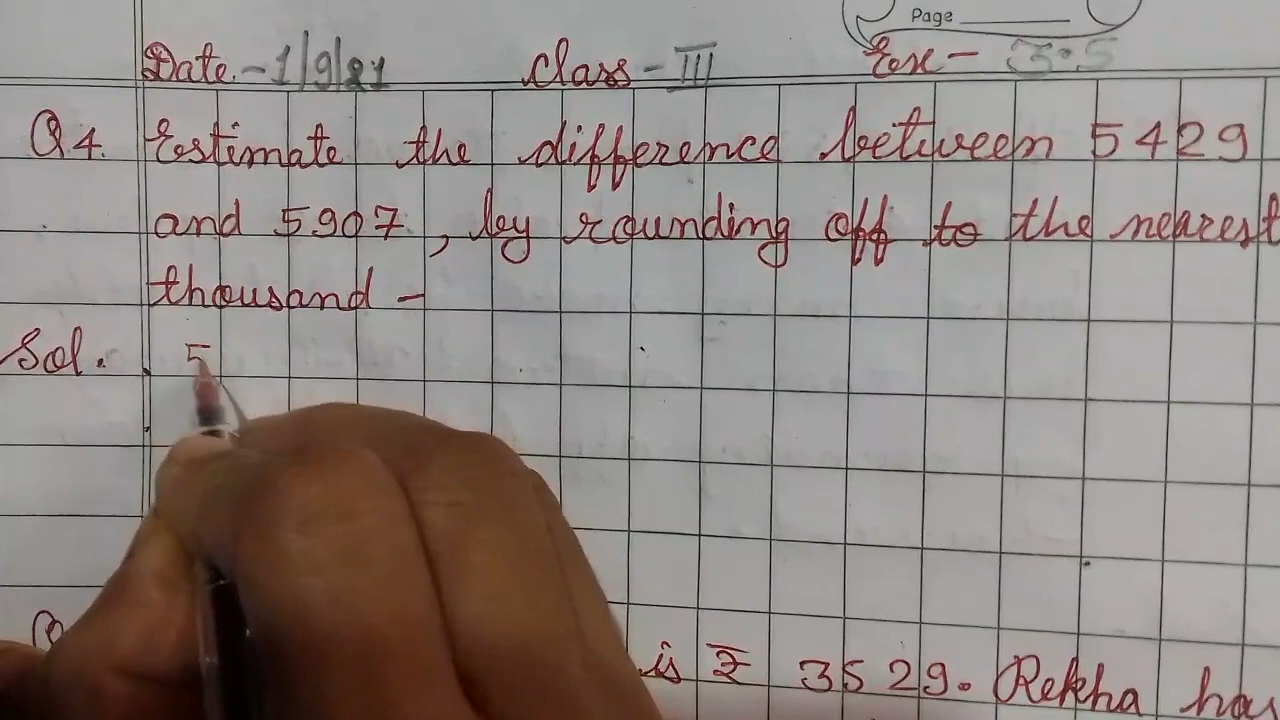 Page
Date - 1/9/21 Class - III Ex - 3.5
Q4. Estimate the difference between 5429
and 5907, by rounding off to the nearest
thousand -
Sol. 5
is ₹ 3529. Rekha has